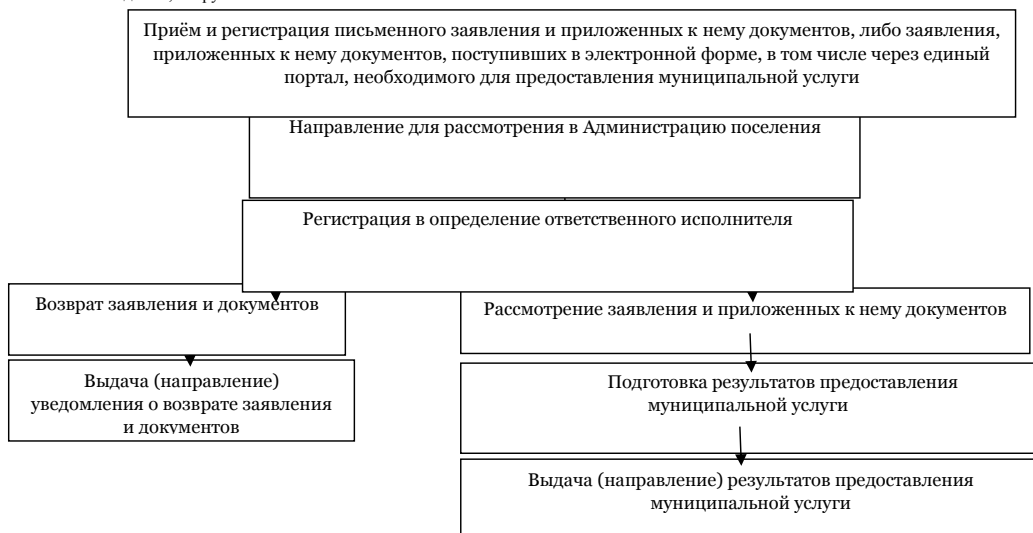 Приём и регистрация письменного заявления и приложенных к нему документов, либо заявления,
приложенных к нему документов, поступивших в электронной форме, в том числе через единый
портал, необходимого для предоставления муниципальной услуги
Направление для рассмотрения в Администрацию поселения
Регистрация в определение ответственного исполнителя
Возврат заявления и документов
Рассмотрение заявления и приложенных к нему документов
Выдача (направление)
уведомления о возврате заявления
и документов
Подготовка результатов предоставления
муниципальной услуги
Выдача (направление) результатов предоставления
муниципальной услуги